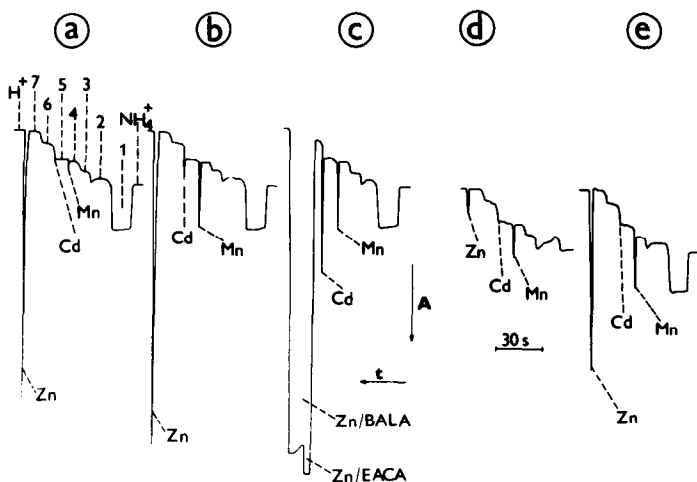 a b c d e
H+ 7 6 5 4 3 2 1 NH4+
Mn
Cd
Zn
Cd
Mn
Zn
Cd
Mn
Zn/BALA
Zn/EACA
A
t
Zn
Cd
Mn
30 s
Cd
Mn
Zn